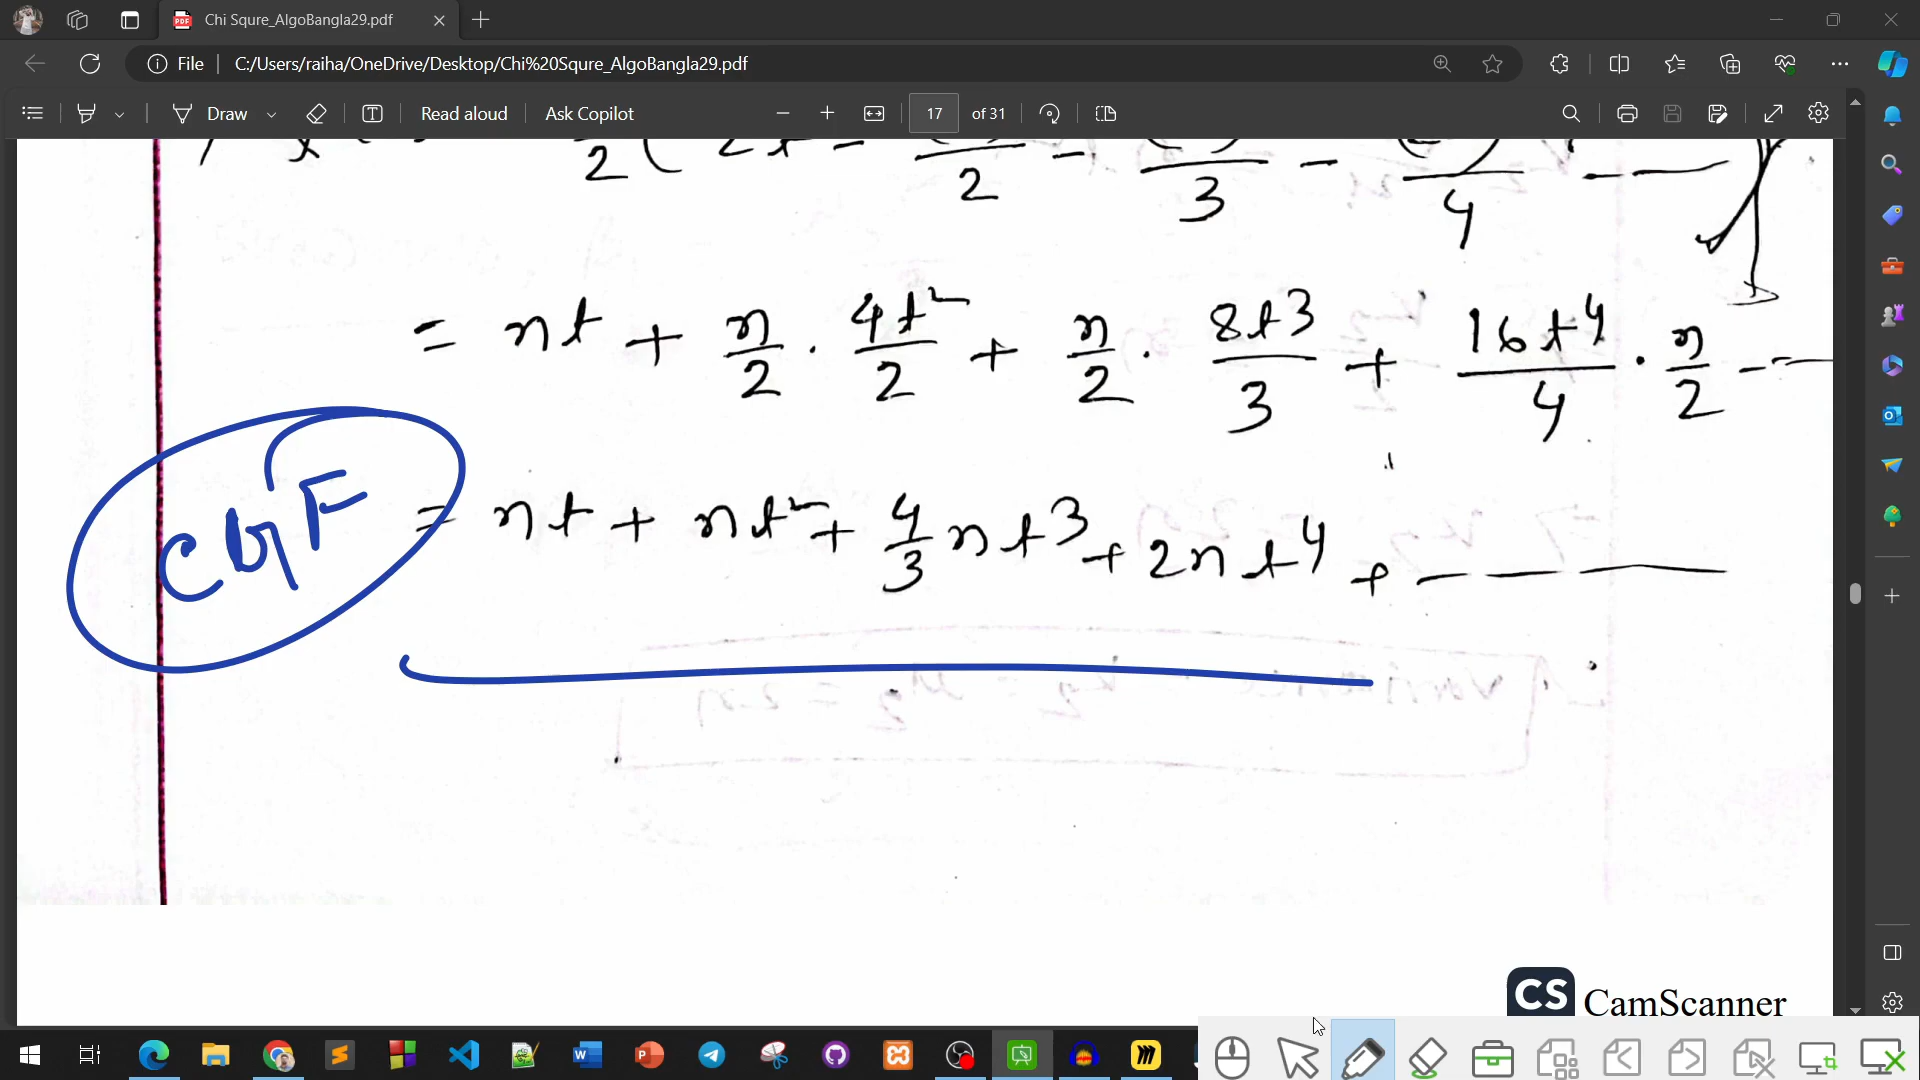 Chi Squre_AlgoBangla29.pdf
File C:/Users/raiha/OneDrive/Desktop/Chi%20Squre_AlgoBangla29.pdf
Draw Read aloud Ask Copilot 17 of 31
= nt + n/2 · 4t²/2 + n/2 · 8t³/3 + 16t⁴/4 · n/2 - --
CGF
= nt + nt² + 4/3 nt³ + 2nt⁴ + - - - -
CS CamScanner